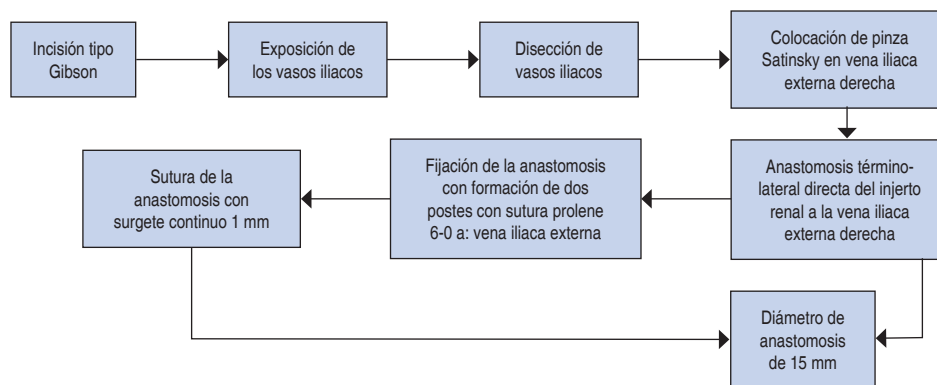 Incisión tipo
Gibson
Exposición de
los vasos iliacos
Disección de
vasos iliacos
Colocación de pinza
Satinsky en vena iliaca
externa derecha
Anastomosis término-
lateral directa del injerto
renal a la vena iliaca
externa derecha
Fijación de la anastomosis
con formación de dos
postes con sutura prolene
6-0 a: vena iliaca externa
Sutura de la
anastomosis con
surgete continuo 1 mm
Diámetro de
anastomosis
de 15 mm